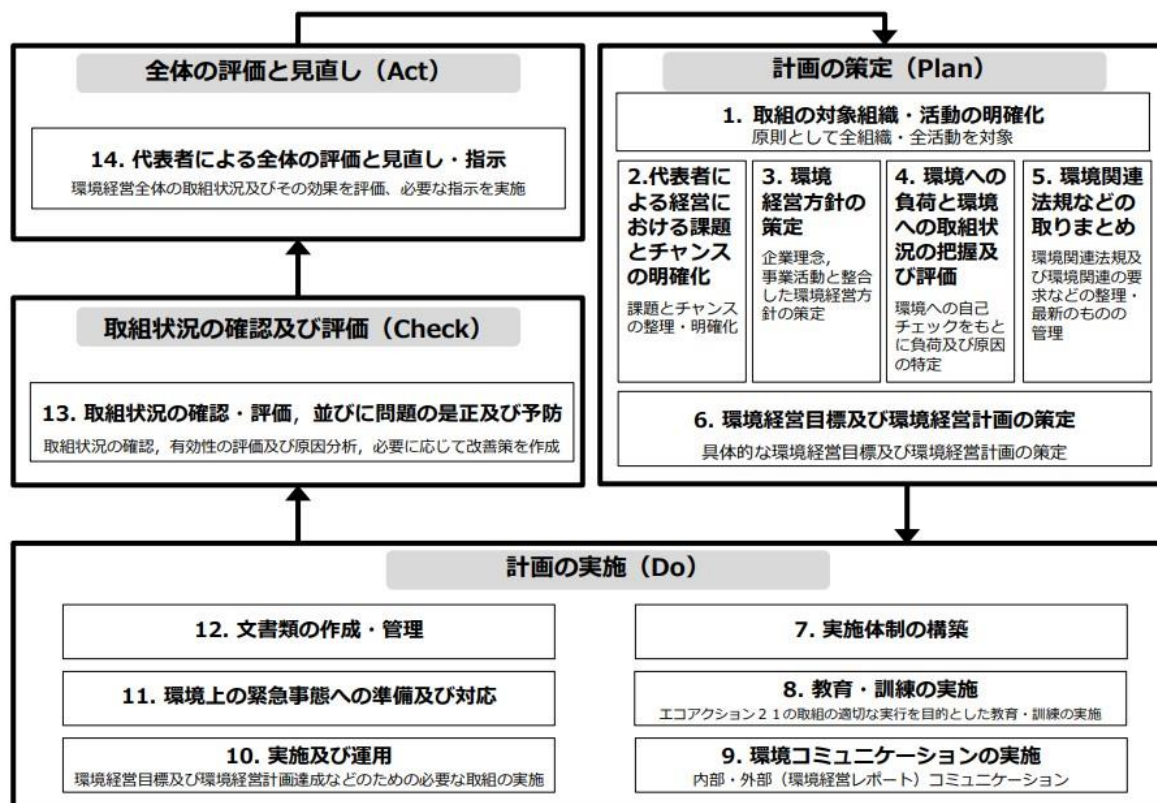 全体の評価と見直し（Act）
14. 代表者による全体の評価と見直し・指示
環境経営全体の取組状況及びその効果を評価、必要な指示を実施
計画の策定（Plan）
1. 取組の対象組織・活動の明確化
原則として全組織・全活動を対象
2.代表者に
よる経営に
おける課題
とチャンス
の明確化
課題とチャンス
の整理・明確化
3. 環境
経営方針の
策定
企業理念，
事業活動と整合
した環境経営方
針の策定
4. 環境への
負荷と環境
への取組状
況の把握及
び評価
環境への自己
チェックをもと
に負荷及び原因
の特定
5. 環境関連
法規などの
取りまとめ
環境関連法規及
び環境関連の要
求などの整理・
最新のものの
管理
6. 環境経営目標及び環境経営計画の策定
具体的な環境経営目標及び環境経営計画の策定
取組状況の確認及び評価（Check）
13. 取組状況の確認・評価，並びに問題の是正及び予防
取組状況の確認，有効性の評価及び原因分析，必要に応じて改善策を作成
計画の実施（Do）
12. 文書類の作成・管理
11. 環境上の緊急事態への準備及び対応
10. 実施及び運用
環境経営目標及び環境経営計画達成などのための必要な取組の実施
7. 実施体制の構築
8. 教育・訓練の実施
エコアクション２１の取組の適切な実行を目的とした教育・訓練の実施
9. 環境コミュニケーションの実施
内部・外部（環境経営レポート）コミュニケーション